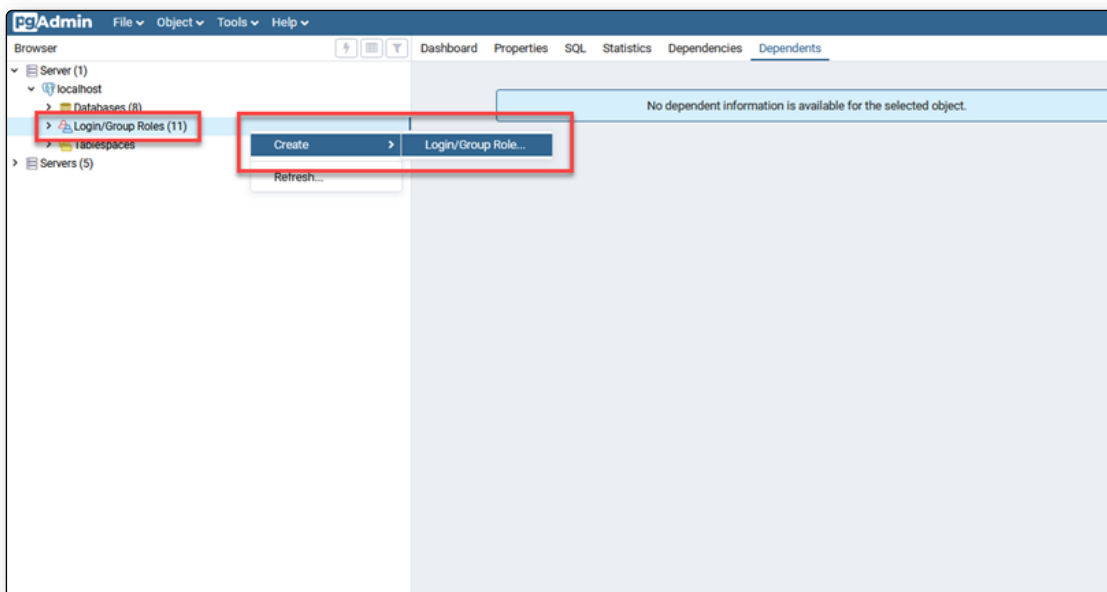 pgAdmin File Object Tools Help
Browser
Dashboard Properties SQL Statistics Dependencies Dependents
Server (1)
localhost
Databases (8)
No dependent information is available for the selected object.
Login/Group Roles (11)
Tablespaces
Create
Login/Group Role...
Servers (5)
Refresh...